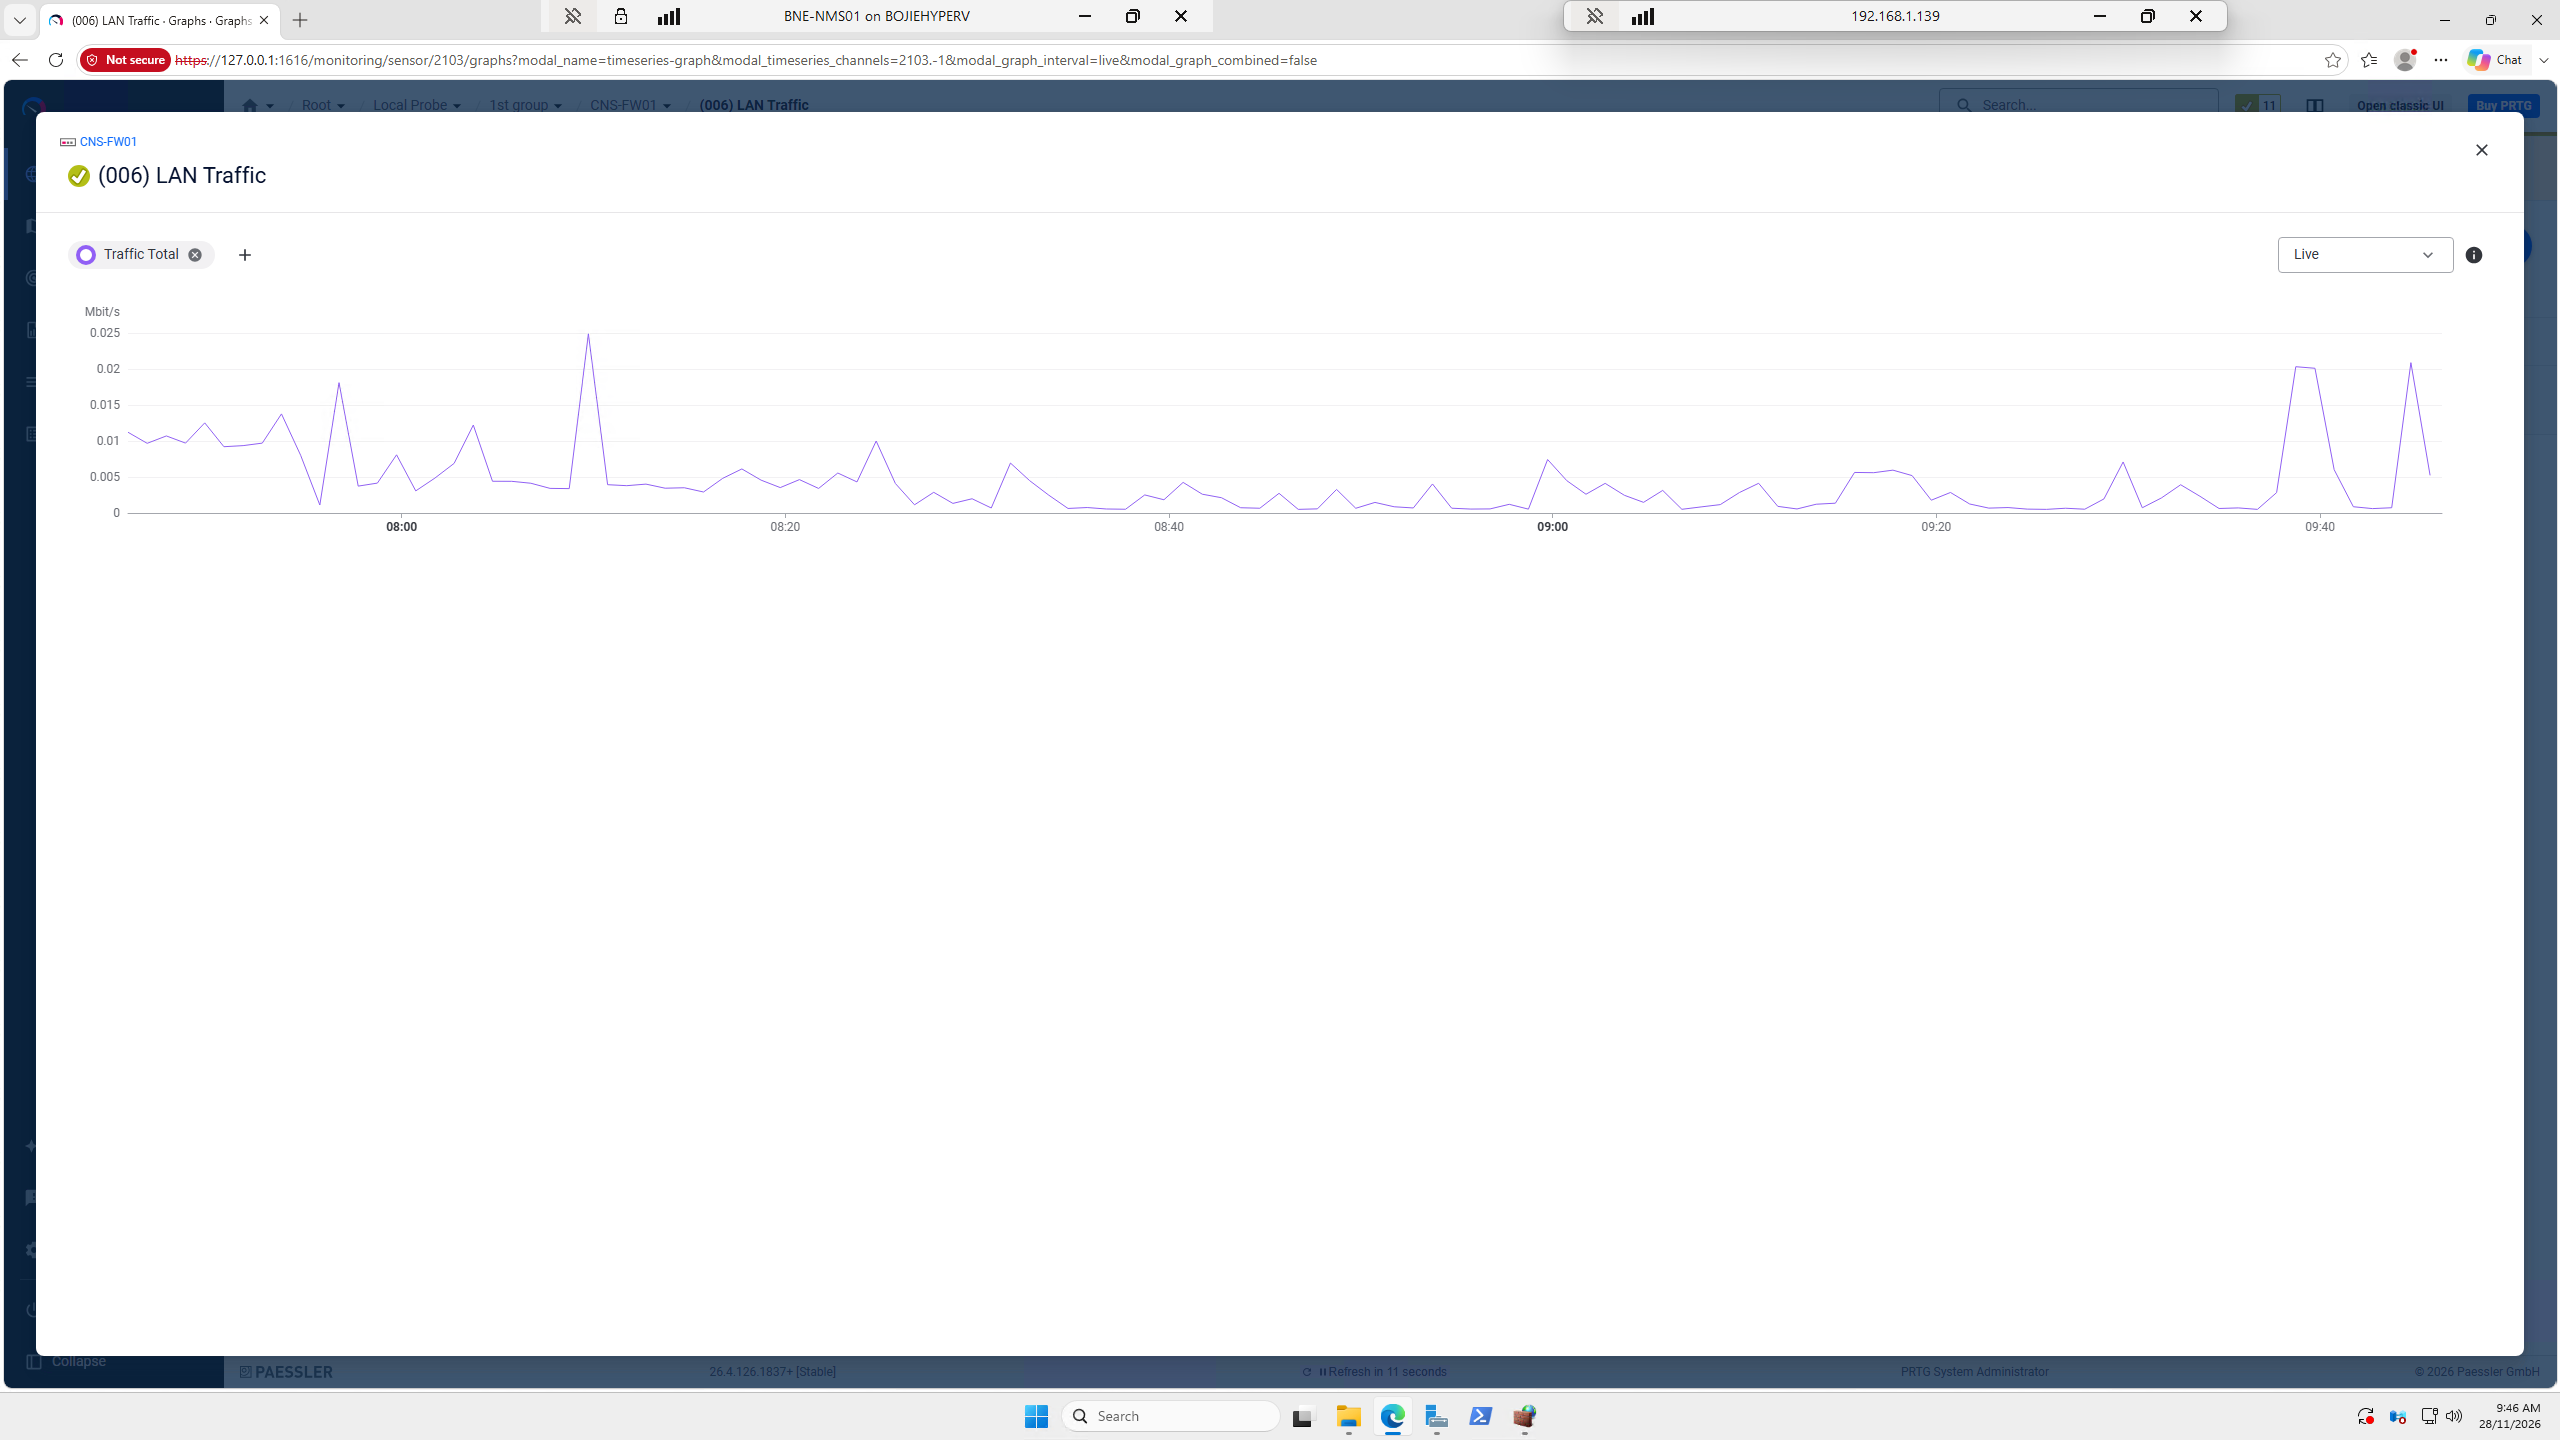 (006) LAN Traffic · Graphs · Graphs
BNE-NMS01 on BOJIEHYPERV
192.168.1.139
Not secure
https://127.0.0.1:1616/monitoring/sensor/2103/graphs?modal_name=timeseries-graph&modal_timeseries_channels=2103.-1&modal_graph_interval=live&modal_graph_combined=false
Chat
Root
Local Probe
1st group
CNS-FW01
(006) LAN Traffic
Search...
11
Open classic UI
Buy PRTG
CNS-FW01
(006) LAN Traffic
Traffic Total
Live
Mbit/s
0.025
0.02
0.015
0.01
0.005
0
08:00
08:20
08:40
09:00
09:20
09:40
Collapse
PAESSLER
26.4.126.1837+ [Stable]
Refresh in 11 seconds
PRTG System Administrator
© 2026 Paessler GmbH
Search
9:46 AM
28/11/2026